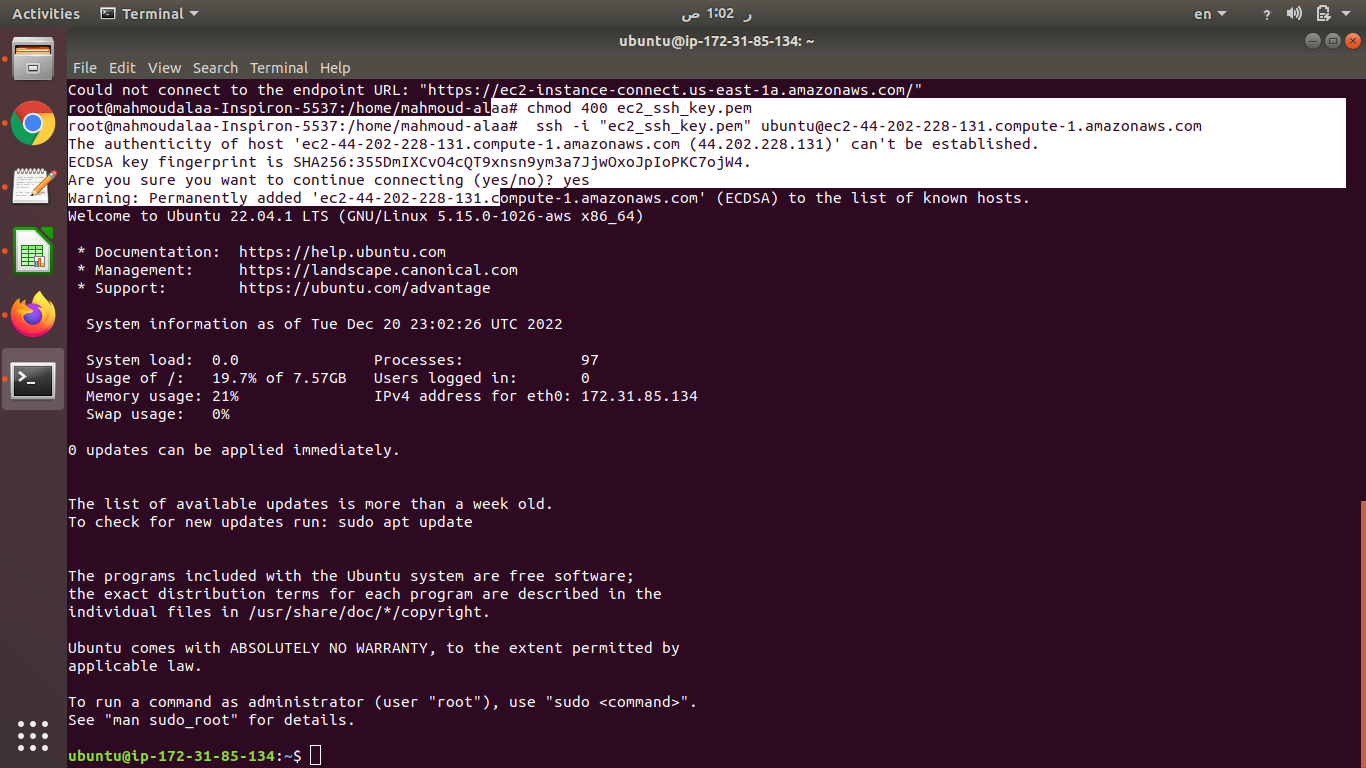 Activities Terminal ر 1:02 ص en ?
ubuntu@ip-172-31-85-134: ~
File Edit View Search Terminal Help
Could not connect to the endpoint URL: "https://ec2-instance-connect.us-east-1a.amazonaws.com/"
root@mahmoudalaa-Inspiron-5537:/home/mahmoud-alaa# chmod 400 ec2_ssh_key.pem
root@mahmoudalaa-Inspiron-5537:/home/mahmoud-alaa#  ssh -i "ec2_ssh_key.pem" ubuntu@ec2-44-202-228-131.compute-1.amazonaws.com
The authenticity of host 'ec2-44-202-228-131.compute-1.amazonaws.com (44.202.228.131)' can't be established.
ECDSA key fingerprint is SHA256:355DmIXCvO4cQT9xnsn9ym3a7JjwOxoJpIoPKC7ojW4.
Are you sure you want to continue connecting (yes/no)? yes
Warning: Permanently added 'ec2-44-202-228-131.compute-1.amazonaws.com' (ECDSA) to the list of known hosts.
Welcome to Ubuntu 22.04.1 LTS (GNU/Linux 5.15.0-1026-aws x86_64)
* Documentation:  https://help.ubuntu.com
* Management:     https://landscape.canonical.com
* Support:        https://ubuntu.com/advantage
System information as of Tue Dec 20 23:02:26 UTC 2022
System load:  0.0               Processes:             97
Usage of /:   19.7% of 7.57GB   Users logged in:       0
Memory usage: 21%               IPv4 address for eth0: 172.31.85.134
Swap usage:   0%
0 updates can be applied immediately.
The list of available updates is more than a week old.
To check for new updates run: sudo apt update
The programs included with the Ubuntu system are free software;
the exact distribution terms for each program are described in the
individual files in /usr/share/doc/*/copyright.
Ubuntu comes with ABSOLUTELY NO WARRANTY, to the extent permitted by
applicable law.
To run a command as administrator (user "root"), use "sudo <command>".
See "man sudo_root" for details.
ubuntu@ip-172-31-85-134:~$